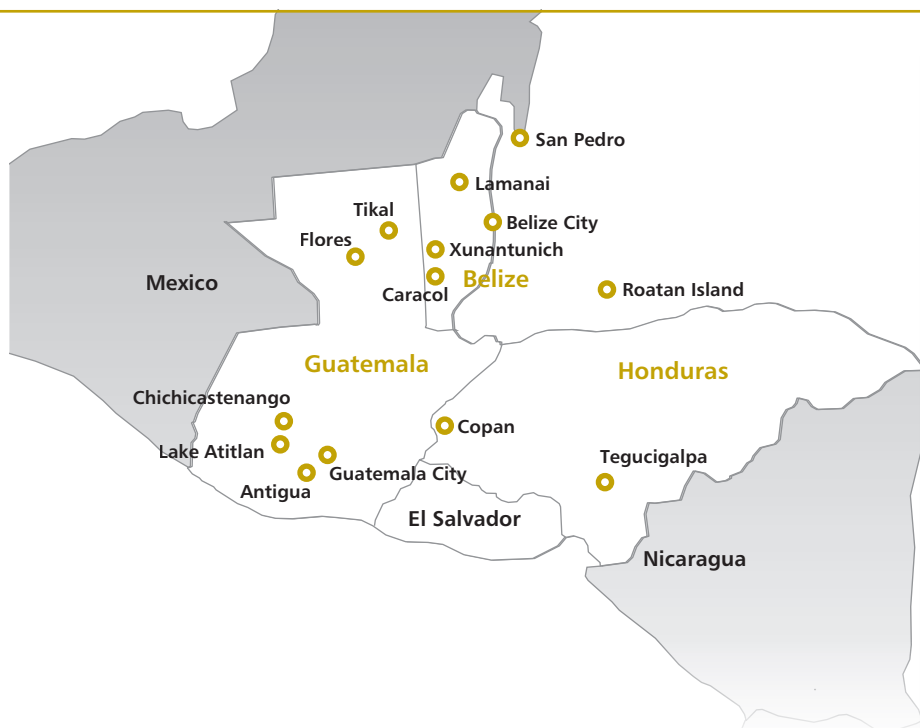 San Pedro
Lamanai
Tikal
Belize City
Flores
Xunantunich
Belize
Mexico
Caracol
Roatan Island
Guatemala
Honduras
Chichicastenango
Copan
Lake Atitlan
Tegucigalpa
Guatemala City
Antigua
El Salvador
Nicaragua